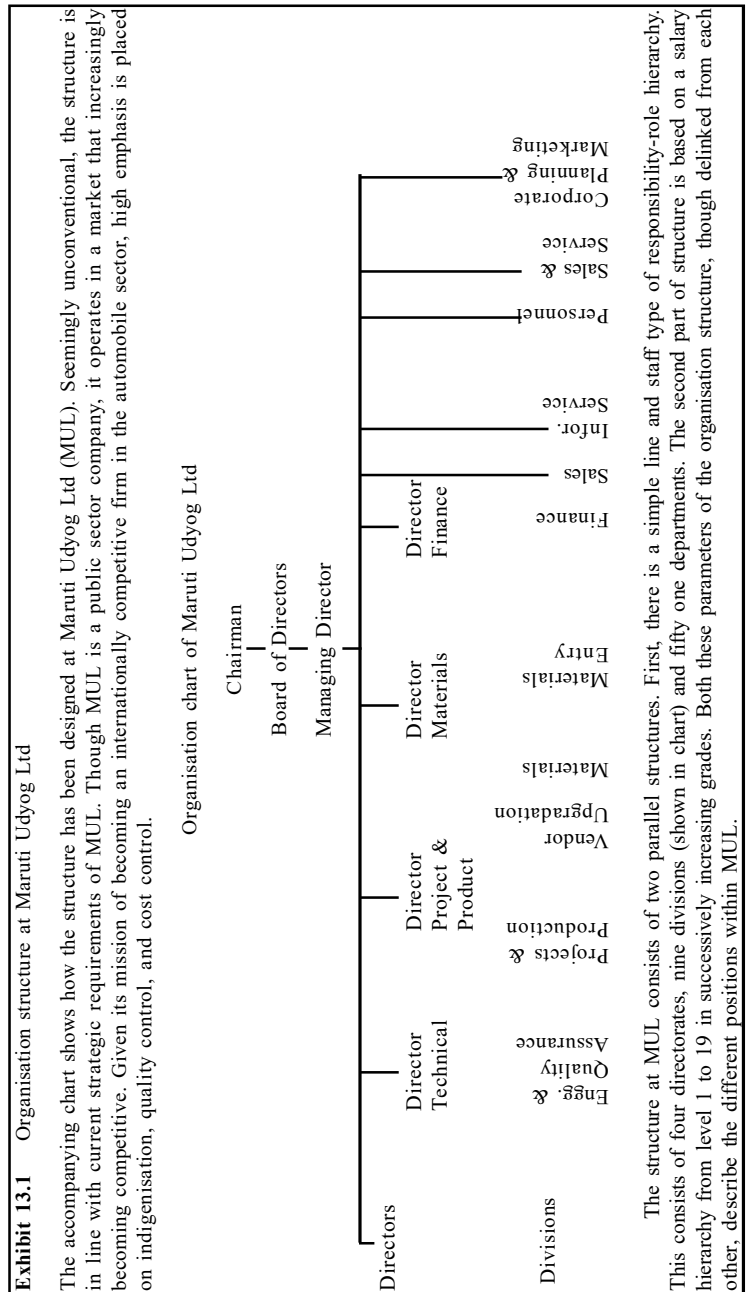 Exhibit 13.1 Organisation structure at Maruti Udyog Ltd
The accompanying chart shows how the structure has been designed at Maruti Udyog Ltd (MUL). Seemingly unconventional, the structure is
in line with current strategic requirements of MUL. Though MUL is a public sector company, it operates in a market that increasingly
becoming competitive. Given its mission of becoming an internationally competitive firm in the automobile sector, high emphasis is placed
on indigenisation, quality control, and cost control.
Organisation chart of Maruti Udyog Ltd
Chairman
Board of Directors
Managing Director
Directors
Director
Technical
Director
Project &
Product
Director
Materials
Director
Finance
Divisions
Engg. &
Quality
Assurance
Projects &
Production
Vendor
Upgradation
Materials
Materials
Entry
Finance
Sales
Infor.
Service
Personnel
Sales &
Service
Corporate
Planning &
Marketing
The structure at MUL consists of two parallel structures. First, there is a simple line and staff type of responsibility-role hierarchy.
This consists of four directorates, nine divisions (shown in chart) and fifty one departments. The second part of structure is based on a salary
hierarchy from level 1 to 19 in successively increasing grades. Both these parameters of the organisation structure, though delinked from each
other, describe the different positions within MUL.